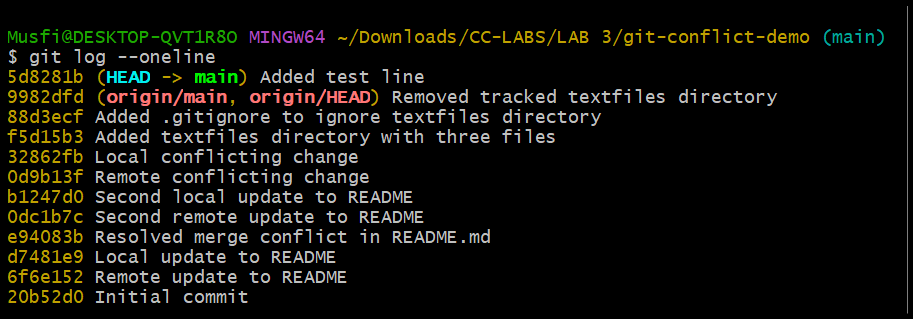 Musfi@DESKTOP-QVT1R8O MINGW64 ~/Downloads/CC-LABS/LAB 3/git-conflict-demo (main)
$ git log --oneline
5d8281b (HEAD -> main) Added test line
9982dfd (origin/main, origin/HEAD) Removed tracked textfiles directory
88d3ecf Added .gitignore to ignore textfiles directory
f5d15b3 Added textfiles directory with three files
32862fb Local conflicting change
0d9b13f Remote conflicting change
b1247d0 Second local update to README
0dc1b7c Second remote update to README
e94083b Resolved merge conflict in README.md
d7481e9 Local update to README
6f6e152 Remote update to README
20b52d0 Initial commit